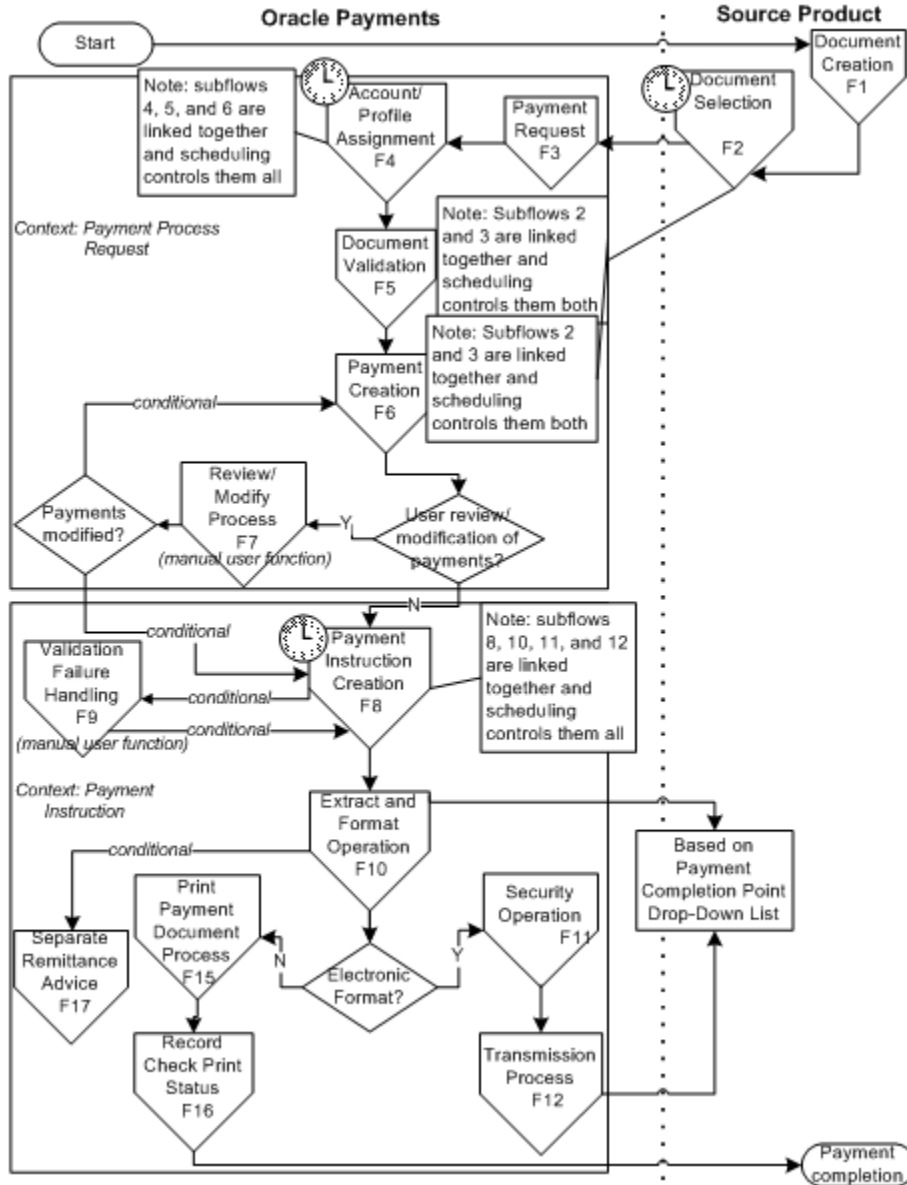 Oracle Payments
Source Product
Start
Document
Creation
F1
Note: subflows
4, 5, and 6 are
linked together
and scheduling
controls them all
Account/
Profile
Assignment
F4
Payment
Request
F3
Document
Selection
F2
Context: Payment Process
Request
Document
Validation
F5
Note: Subflows 2
and 3 are linked
together and
scheduling
controls them both
Note: Subflows 2
and 3 are linked
together and
scheduling
controls them both
Payment
Creation
F6
conditional
Payments
modified?
Review/
Modify
Process
F7
(manual user function)
Y
User review/
modification of
payments?
N
conditional
Payment
Instruction
Creation
F8
Note: subflows
8, 10, 11, and 12
are linked
together and
scheduling
controls them all
Validation
Failure
Handling
F9
(manual user function)
conditional
conditional
Context: Payment
Instruction
Extract and
Format
Operation
F10
conditional
Based on
Payment
Completion Point
Drop-Down List
Print
Payment
Document
Process
F15
Security
Operation
F11
Separate
Remittance
Advice
F17
N
Electronic
Format?
Y
Record
Check Print
Status
F16
Transmission
Process
F12
Payment
completion